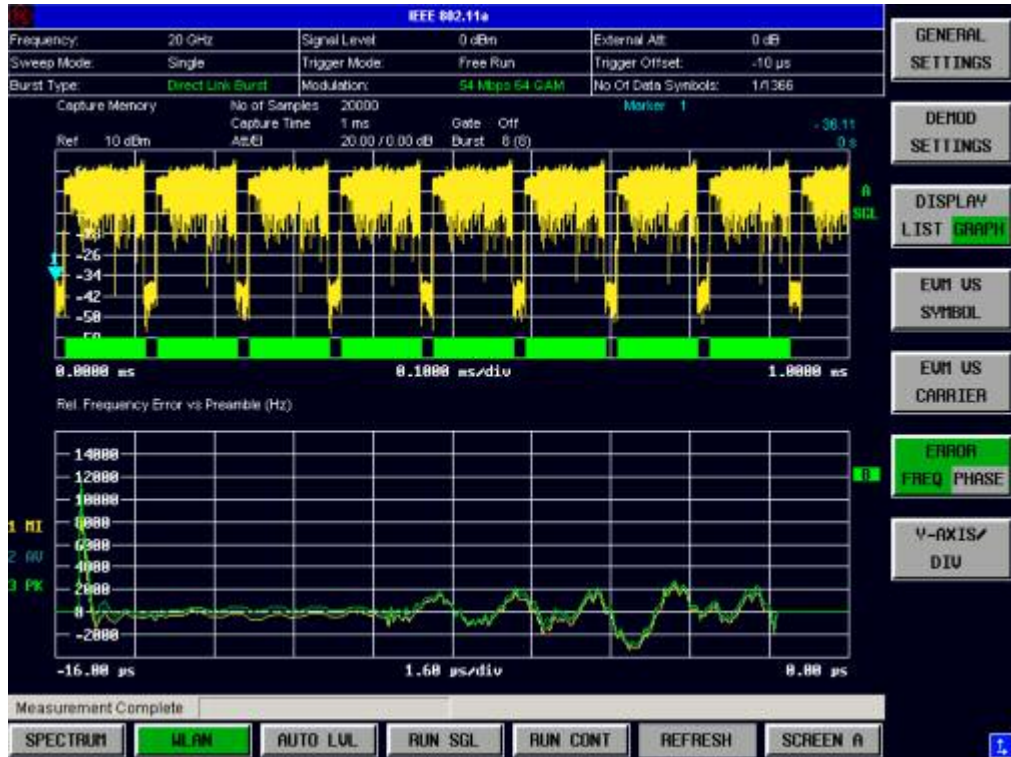 IEEE 802.11a
Frequency: 20 GHz Signal Level: 0 dBm External Att: 0 dB
Sweep Mode: Single Trigger Mode: Free Run Trigger Offset: -10 µs
Burst Type: Direct Link Burst Modulation: 54 Mbps 64 QAM No Of Data Symbols: 1/1366
Capture Memory No of Samples 20000 Marker 1
Capture Time 1 ms Gate Off -36.11
Ref 10 dBm Att/El 20.00 / 0.00 dB Burst 8 (8) 0 s
A
SGL
-26
1
-34
-42
-50
0.0000 ms 0.1000 ms/div 1.0000 ms
Rel. Frequency Error vs Preamble (Hz)
14000
12000
B
10000
8000
1 MI
6000
2 AV
4000
3 PK
2000
0
-2000
-16.00 µs 1.60 µs/div 0.00 µs
Measurement Complete
SPECTRUM WLAN AUTO LVL RUN SGL RUN CONT REFRESH SCREEN A
GENERAL
SETTINGS
DEMOD
SETTINGS
DISPLAY
LIST GRAPH
EVM VS
SYMBOL
EVM VS
CARRIER
ERROR
FREQ PHASE
Y-AXIS/
DIV